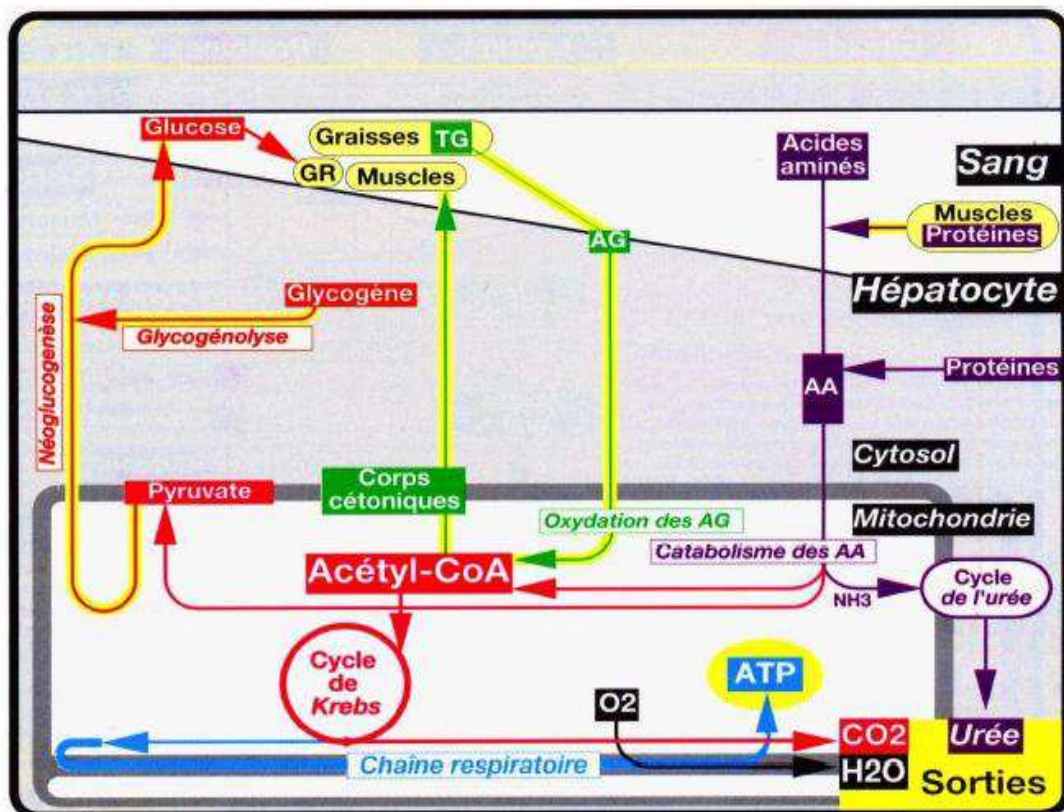 Glucose
Graisses TG
GR
Muscles
Acides
aminés
Sang
Muscles
Protéines
AG
Hépatocyte
Glycogène
Glycogénolyse
Néoglucogenèse
AA
Protéines
Cytosol
Corps
cétoniques
Pyruvate
Oxydation des AG
Mitochondrie
Catabolisme des AA
Acétyl-CoA
NH3
Cycle
de l'urée
Cycle
de
Krebs
ATP
O2
CO2
Urée
Chaîne respiratoire
H2O
Sorties